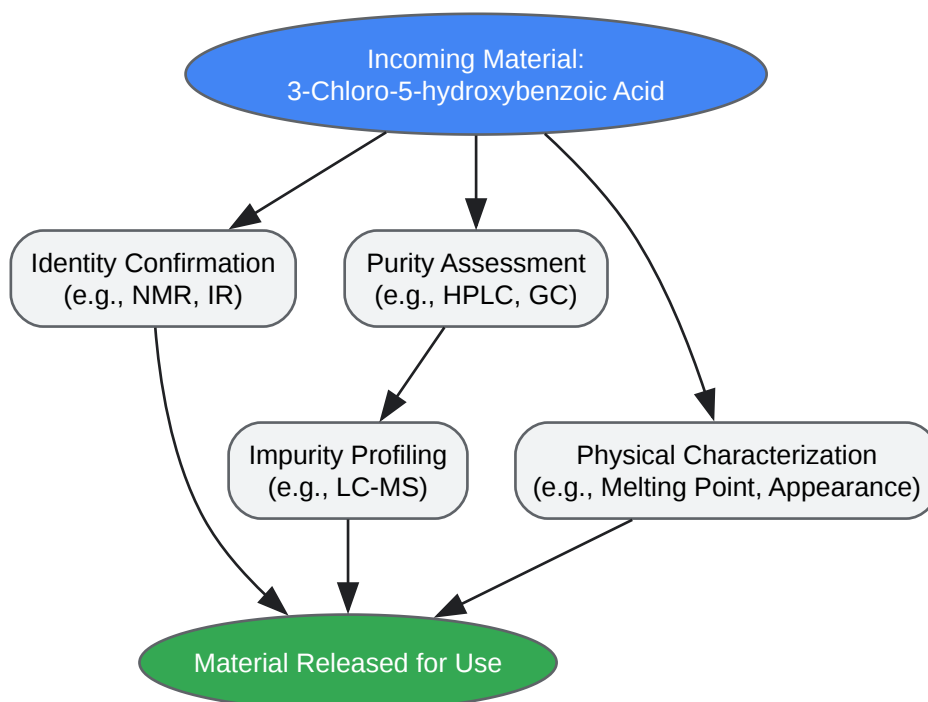 Incoming Material:
3-Chloro-5-hydroxybenzoic Acid
Identity Confirmation
(e.g., NMR, IR)
Purity Assessment
(e.g., HPLC, GC)
Impurity Profiling
(e.g., LC-MS)
Physical Characterization
(e.g., Melting Point, Appearance)
Material Released for Use